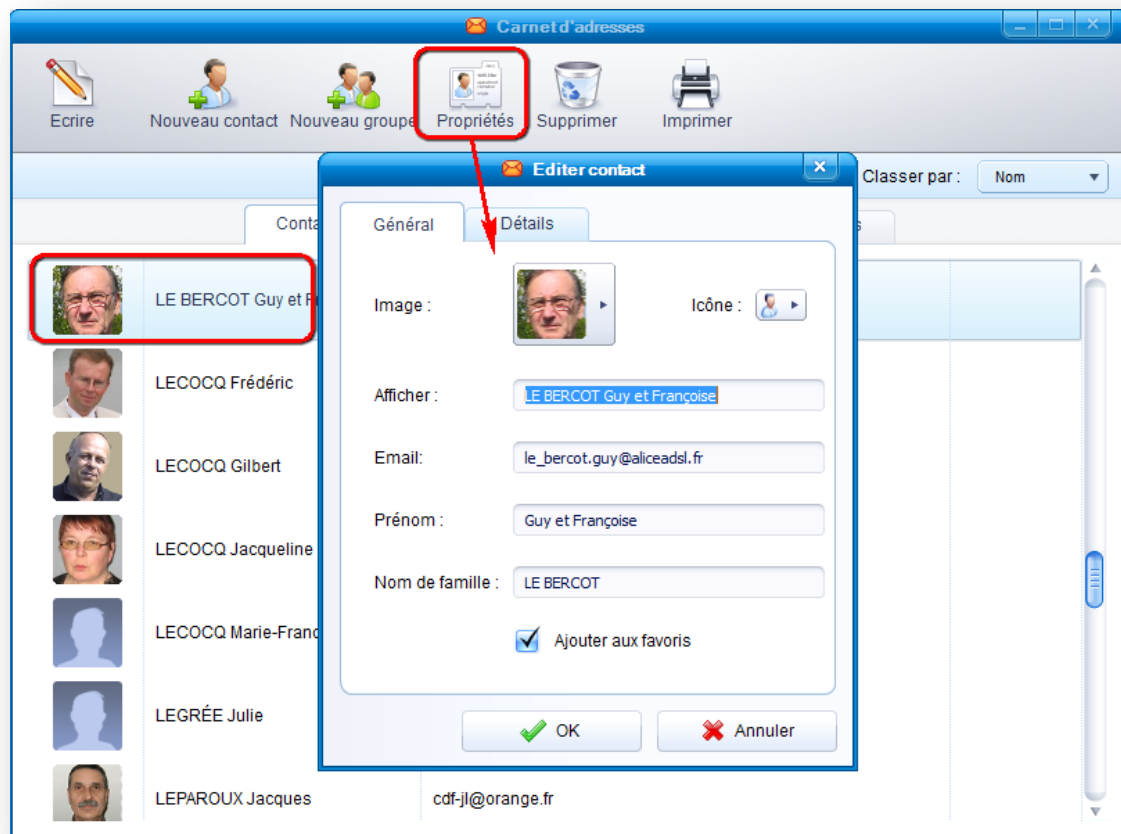 Carnet d'adresses
Ecrire
Nouveau contact
Nouveau groupe
Propriétés
Supprimer
Imprimer
Editer contact
Classer par :
Nom
Conta
Général
Détails
s
Image :
Icône :
LE BERCOT Guy et Fr
LECOCQ Frédéric
Afficher :
LE BERCOT Guy et Françoise
LECOCQ Gilbert
Email:
le_bercot.guy@aliceadsl.fr
Prénom :
Guy et Françoise
LECOCQ Jacqueline
Nom de famille :
LE BERCOT
LECOCQ Marie-Franc
Ajouter aux favoris
LEGRÉE Julie
OK
Annuler
LEPAROUX Jacques
cdf-jl@orange.fr